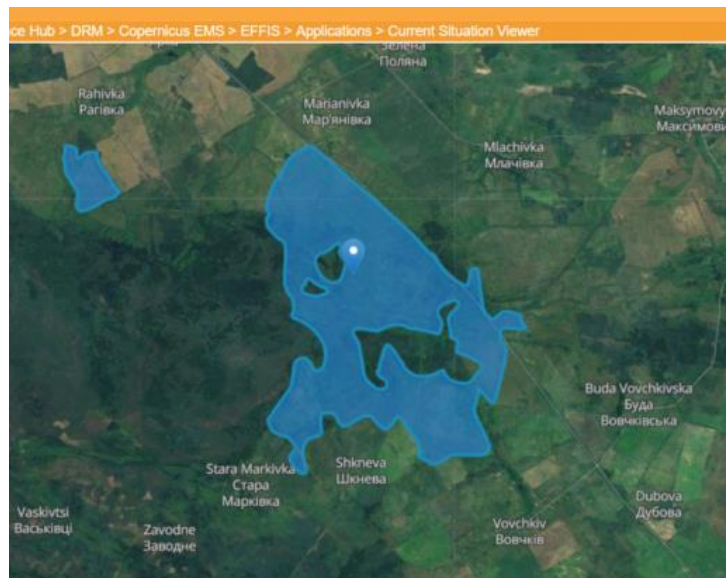 ce Hub > DRM > Copernicus EMS > EFFIS > Applications > Current Situation Viewer
Зелена
Поляна
Rahivka
Рагівка
Marianivka
Мар'янівка
Maksymovy
Максимови
Mlachivka
Млачівка
Buda Vovchkivska
Буда
Вовчківська
Stara Markivka
Стара
Марківка
Shkneva
Шкнева
Vaskivtsi
Васьківці
Zavodne
Заводне
Vovchkiv
Вовчків
Dubova
Дубова